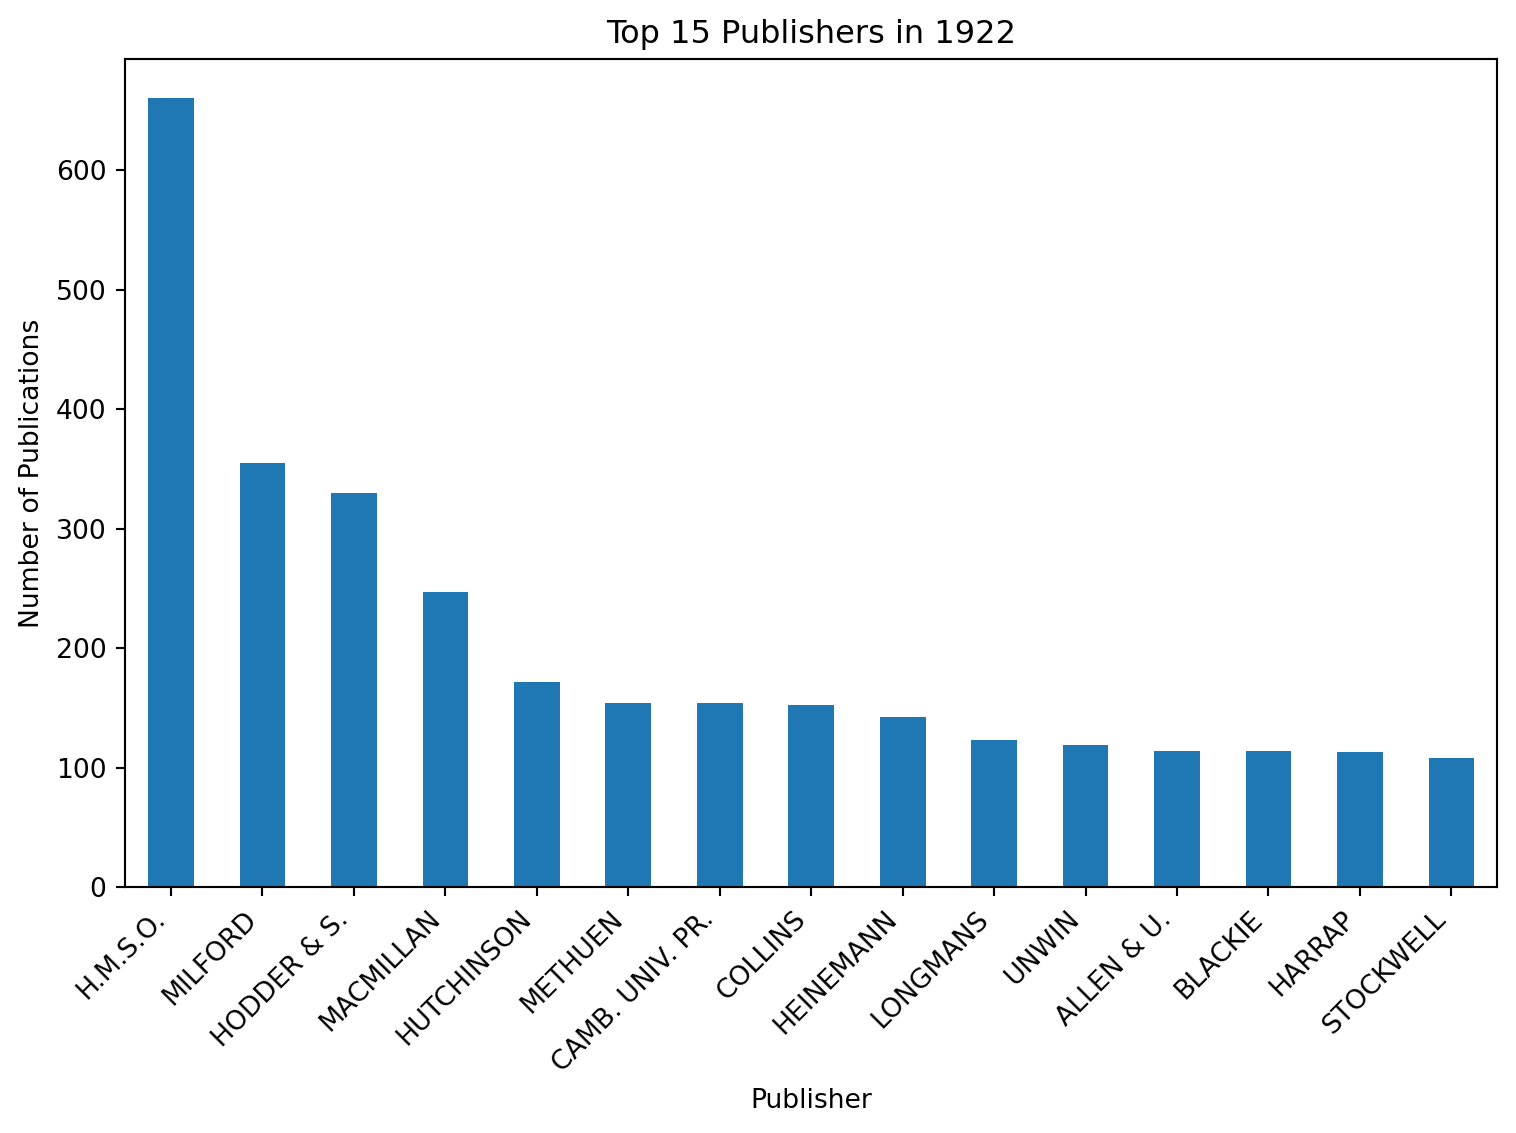 Top 15 Publishers in 1922
Number of Publications
600
500
400
300
200
100
0
H.M.S.O.
MILFORD
HODDER & S.
MACMILLAN
HUTCHINSON
METHUEN
CAMB. UNIV. PR.
COLLINS
HEINEMANN
LONGMANS
UNWIN
ALLEN & U.
BLACKIE
HARRAP
STOCKWELL
Publisher